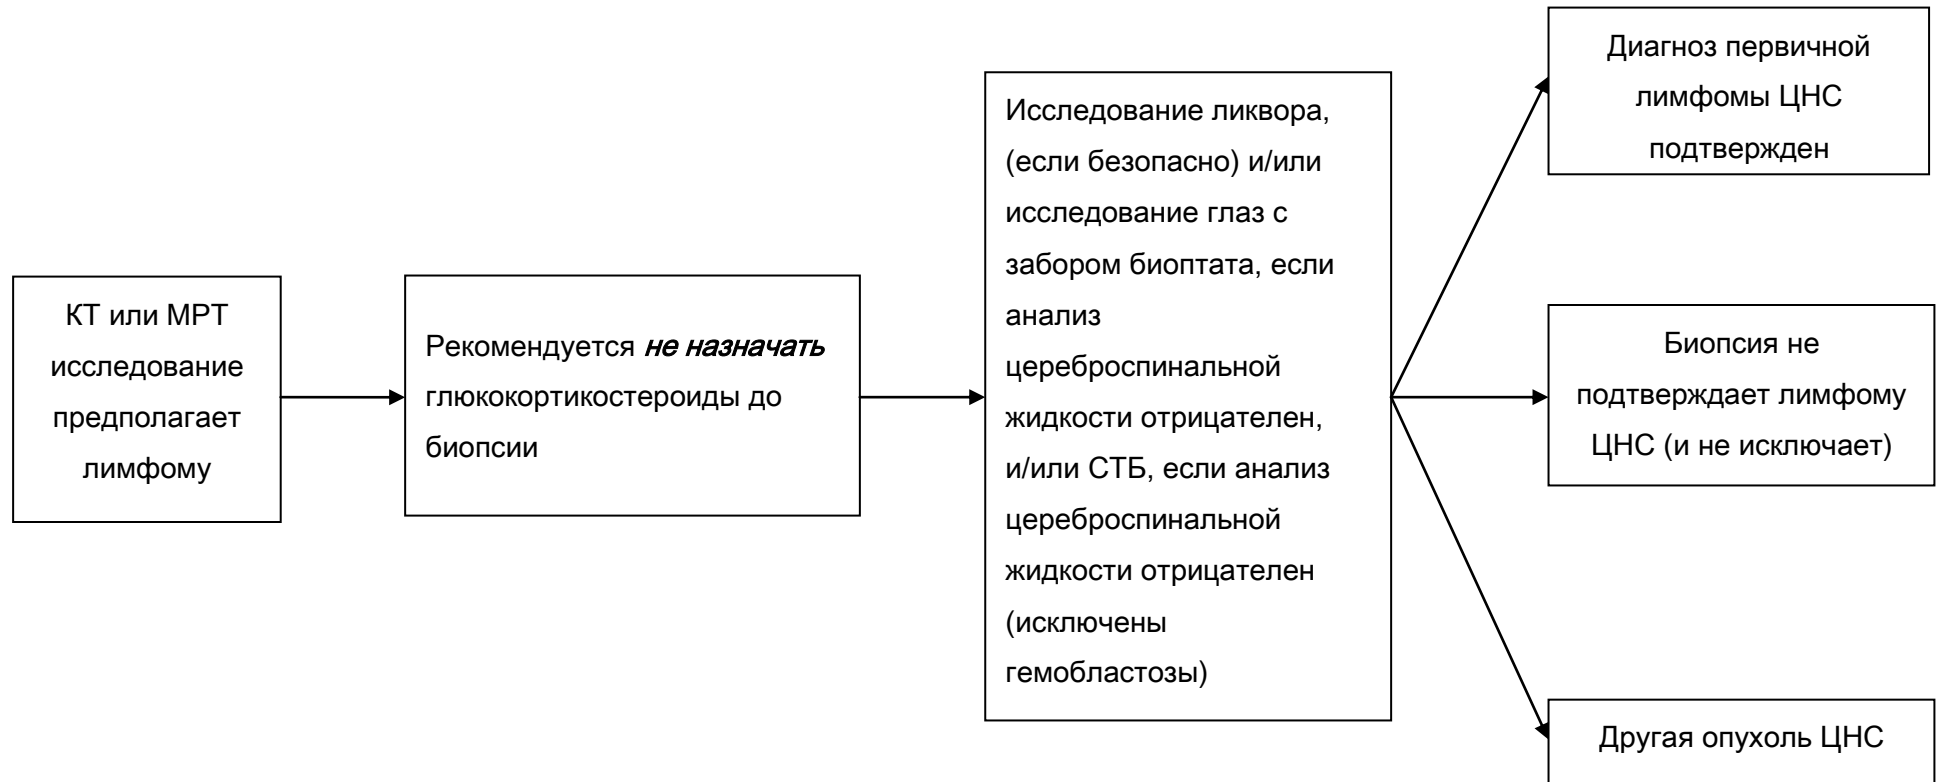 КТ или МРТ
исследование
предполагает
лимфому
Рекомендуется не назначать
глюкокортикостероиды до
биопсии
Исследование ликвора,
(если безопасно) и/или
исследование глаз с
забором биоптата, если
анализ
цереброспинальной
жидкости отрицателен,
и/или СТБ, если анализ
цереброспинальной
жидкости отрицателен
(исключены
гемобластозы)
Диагноз первичной
лимфомы ЦНС
подтвержден
Биопсия не
подтверждает лимфому
ЦНС (и не исключает)
Другая опухоль ЦНС